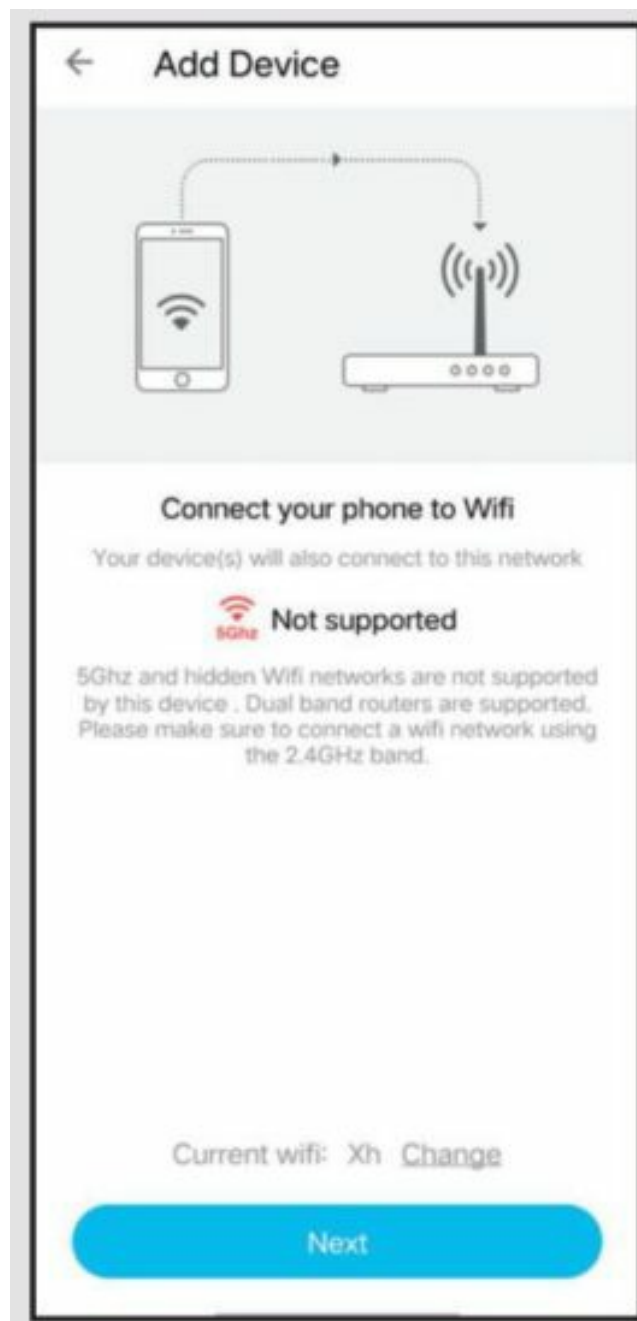 Add Device
Connect your phone to Wifi
Your device(s) will also connect to this network
5Ghz Not supported
5Ghz and hidden Wifi networks are not supported
by this device . Dual band routers are supported.
Please make sure to connect a wifi network using
the 2.4GHz band.
Current wifi: Xh Change
Next